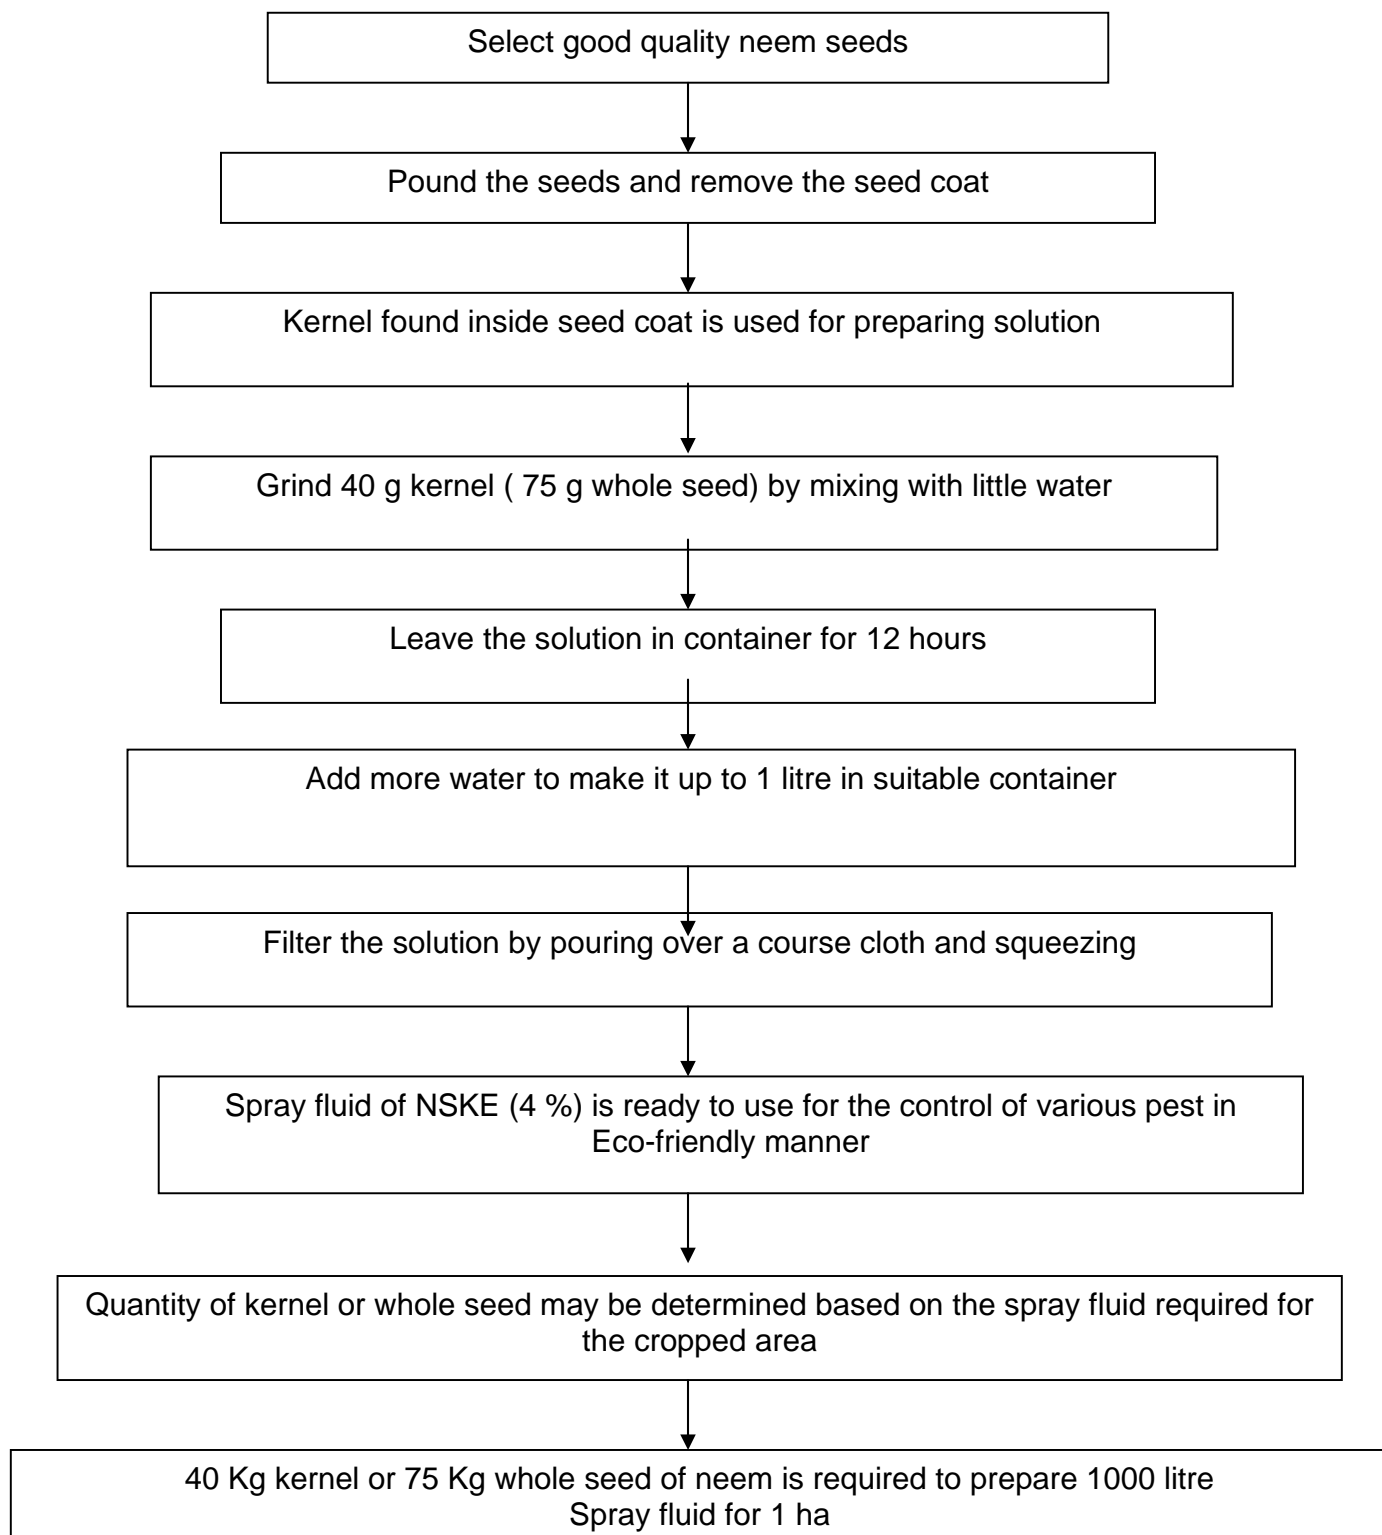 Select good quality neem seeds
Pound the seeds and remove the seed coat
Kernel found inside seed coat is used for preparing solution
Grind 40 g kernel ( 75 g whole seed) by mixing with little water
Leave the solution in container for 12 hours
Add more water to make it up to 1 litre in suitable container
Filter the solution by pouring over a course cloth and squeezing
Spray fluid of NSKE (4 %) is ready to use for the control of various pest in
Eco-friendly manner
Quantity of kernel or whole seed may be determined based on the spray fluid required for
the cropped area
40 Kg kernel or 75 Kg whole seed of neem is required to prepare 1000 litre
Spray fluid for 1 ha